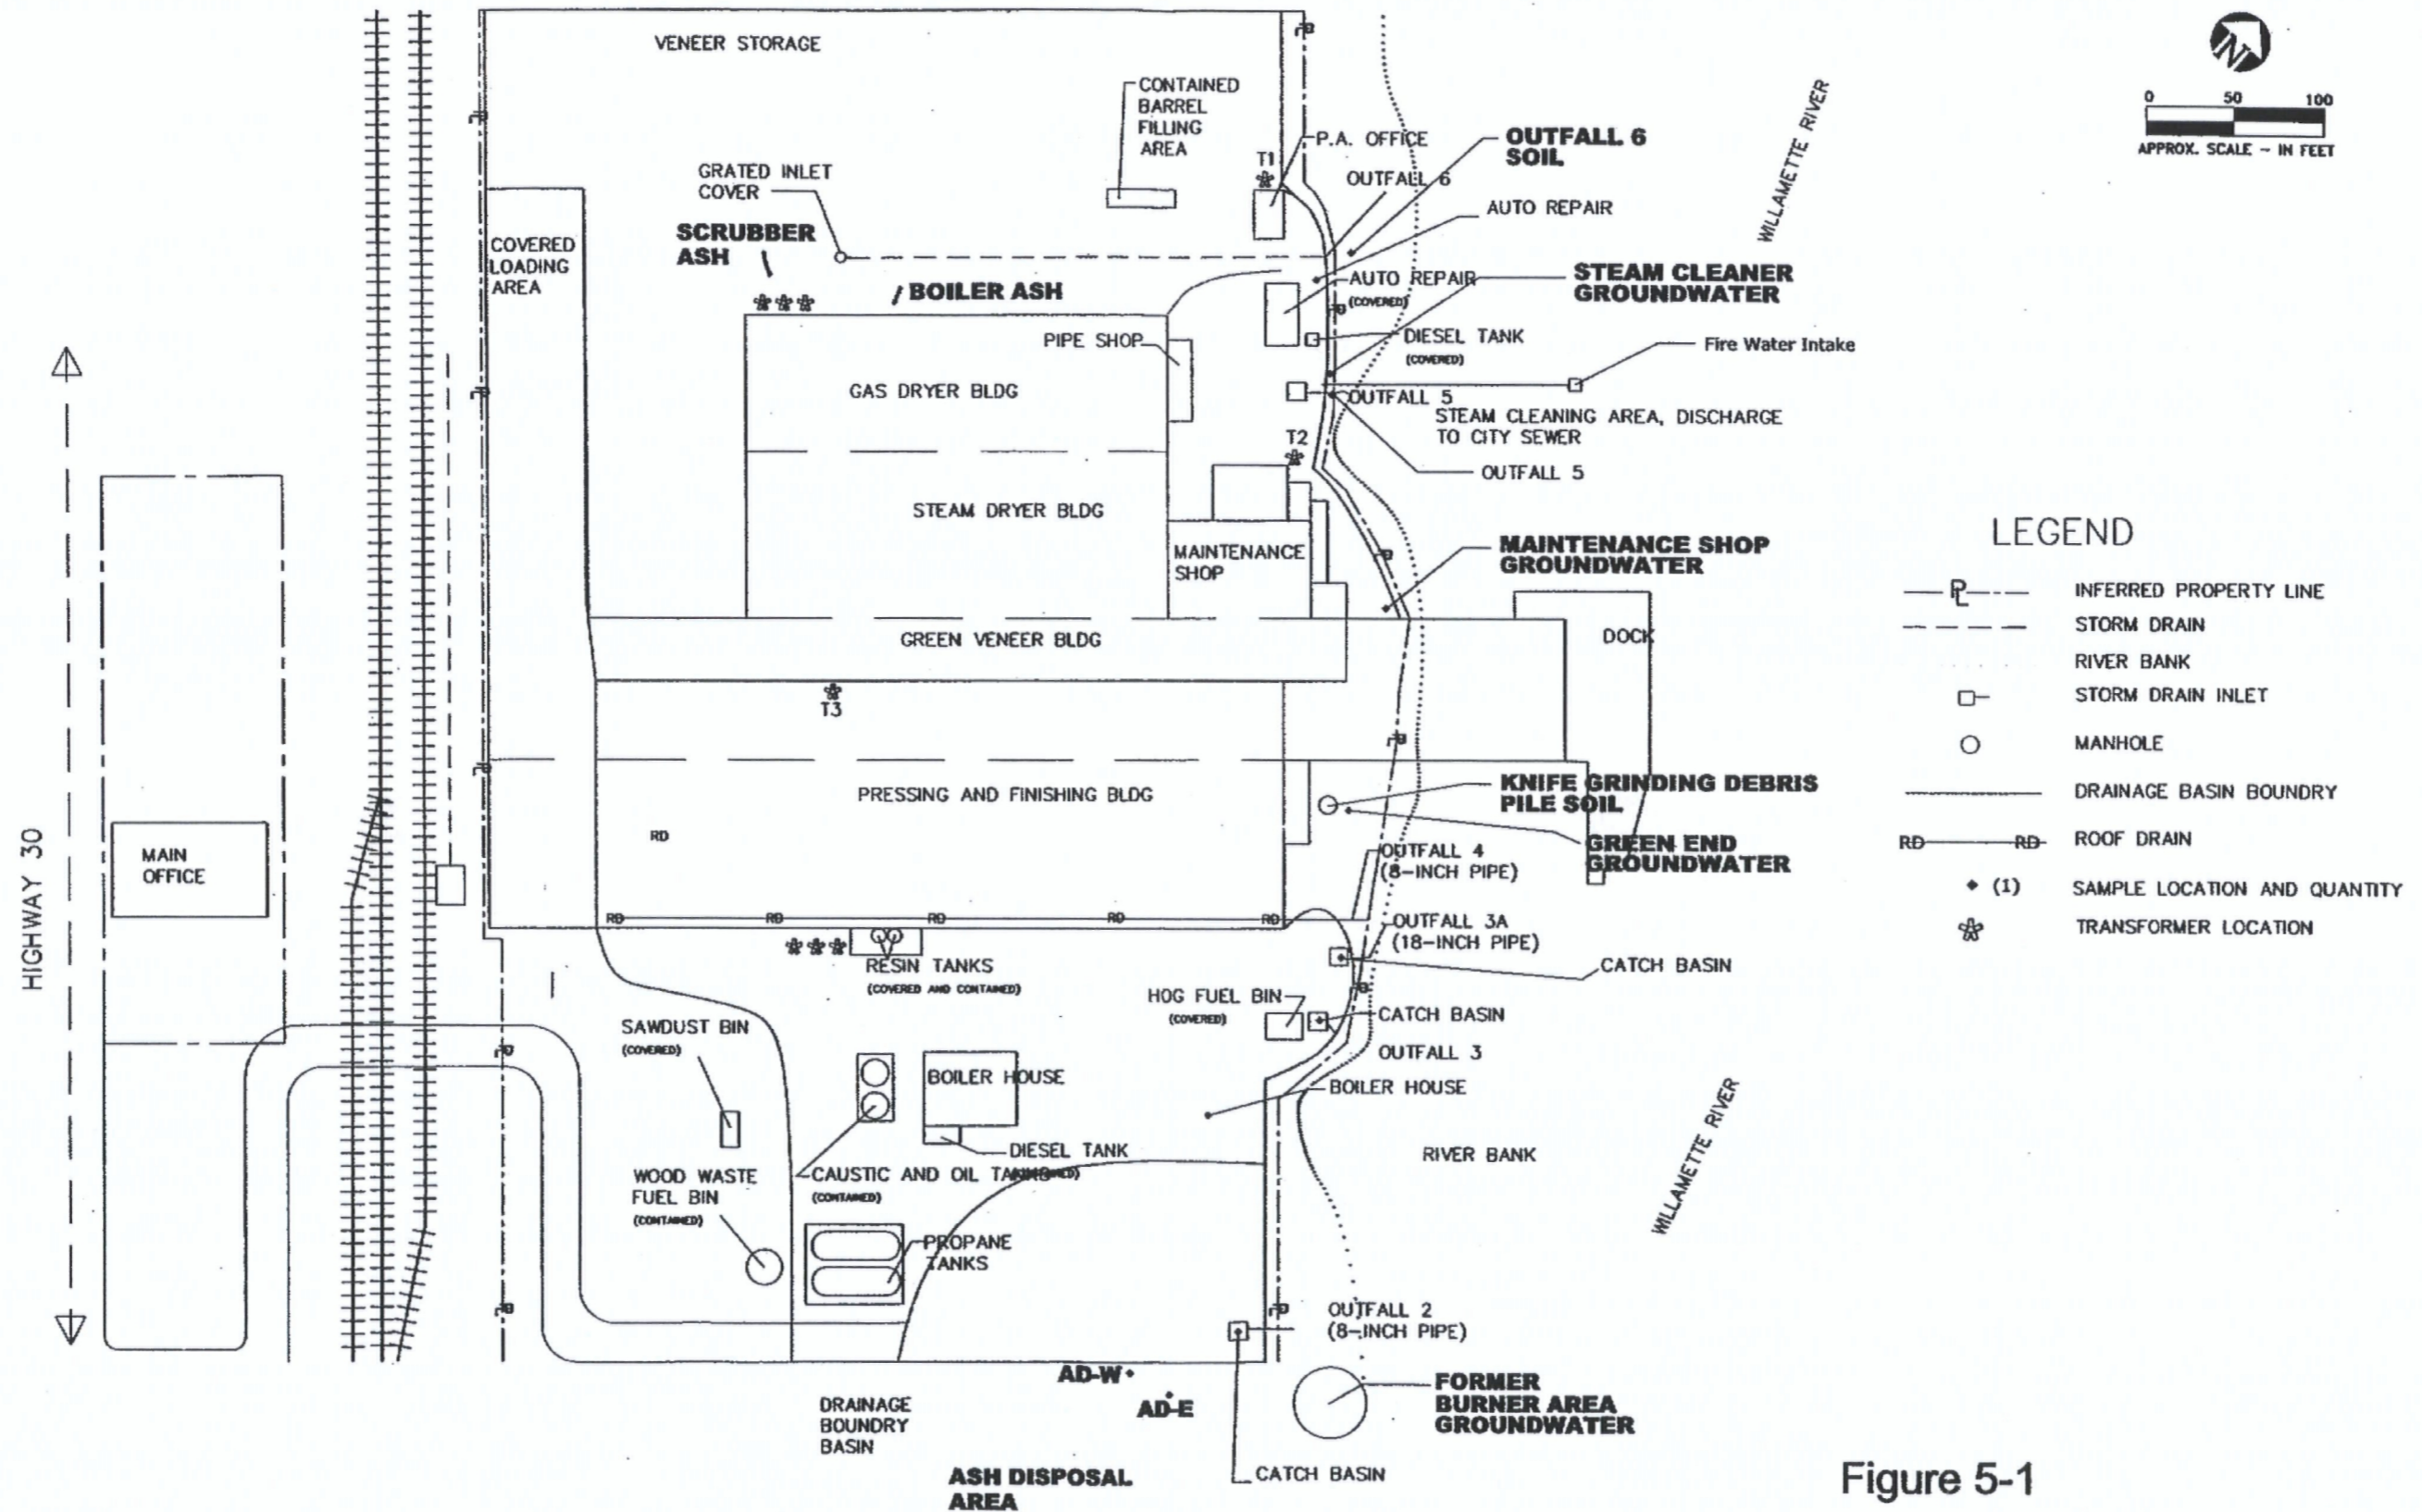 VENEER STORAGE
CONTAINED
BARREL
FILLING
AREA
P.A. OFFICE
OUTFALL 6
SOIL
T1
OUTFALL 6
AUTO REPAIR
WILLAMETTE RIVER
N
0 50 100
APPROX. SCALE - IN FEET
GRATED INLET
COVER
SCRUBBER
ASH
COVERED
LOADING
AREA
BOILER ASH
AUTO REPAIR
(COVERED)
STEAM CLEANER
GROUNDWATER
PIPE SHOP
DIESEL TANK
(COVERED)
Fire Water Intake
GAS DRYER BLDG
OUTFALL 5
STEAM CLEANING AREA, DISCHARGE
TO CITY SEWER
T2
OUTFALL 5
STEAM DRYER BLDG
MAINTENANCE
SHOP
MAINTENANCE SHOP
GROUNDWATER
GREEN VENEER BLDG
DOCK
T3
PRESSING AND FINISHING BLDG
KNIFE GRINDING DEBRIS
PILE SOIL
RD
GREEN END
GROUNDWATER
OUTFALL 4
(8-INCH PIPE)
MAIN
OFFICE
HIGHWAY 30
RD RD RD RD RD
OUTFALL 3A
(18-INCH PIPE)
CATCH BASIN
RESIN TANKS
(COVERED AND CONTAINED)
HOG FUEL BIN
(COVERED)
CATCH BASIN
SAWDUST BIN
(COVERED)
OUTFALL 3
BOILER HOUSE
BOILER HOUSE
DIESEL TANK
RIVER BANK
WILLAMETTE RIVER
WOOD WASTE
FUEL BIN
(CONTAINED)
CAUSTIC AND OIL TANKS
(CONTAINED)
PROPANE
TANKS
OUTFALL 2
(8-INCH PIPE)
AD-W
AD-E
FORMER
BURNER AREA
GROUNDWATER
DRAINAGE
BOUNDRY
BASIN
CATCH BASIN
ASH DISPOSAL
AREA
LEGEND
PL INFERRED PROPERTY LINE
STORM DRAIN
RIVER BANK
STORM DRAIN INLET
MANHOLE
DRAINAGE BASIN BOUNDRY
RD RD ROOF DRAIN
(1) SAMPLE LOCATION AND QUANTITY
TRANSFORMER LOCATION
Figure 5-1